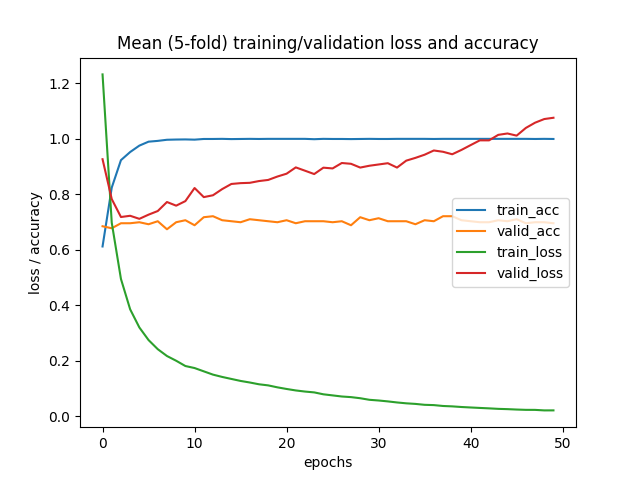 Mean (5-fold) training/validation loss and accuracy
1.2
1.0
0.8
0.6
0.4
0.2
0.0
loss / accuracy
train_acc
valid_acc
train_loss
valid_loss
0 10 20 30 40 50
epochs